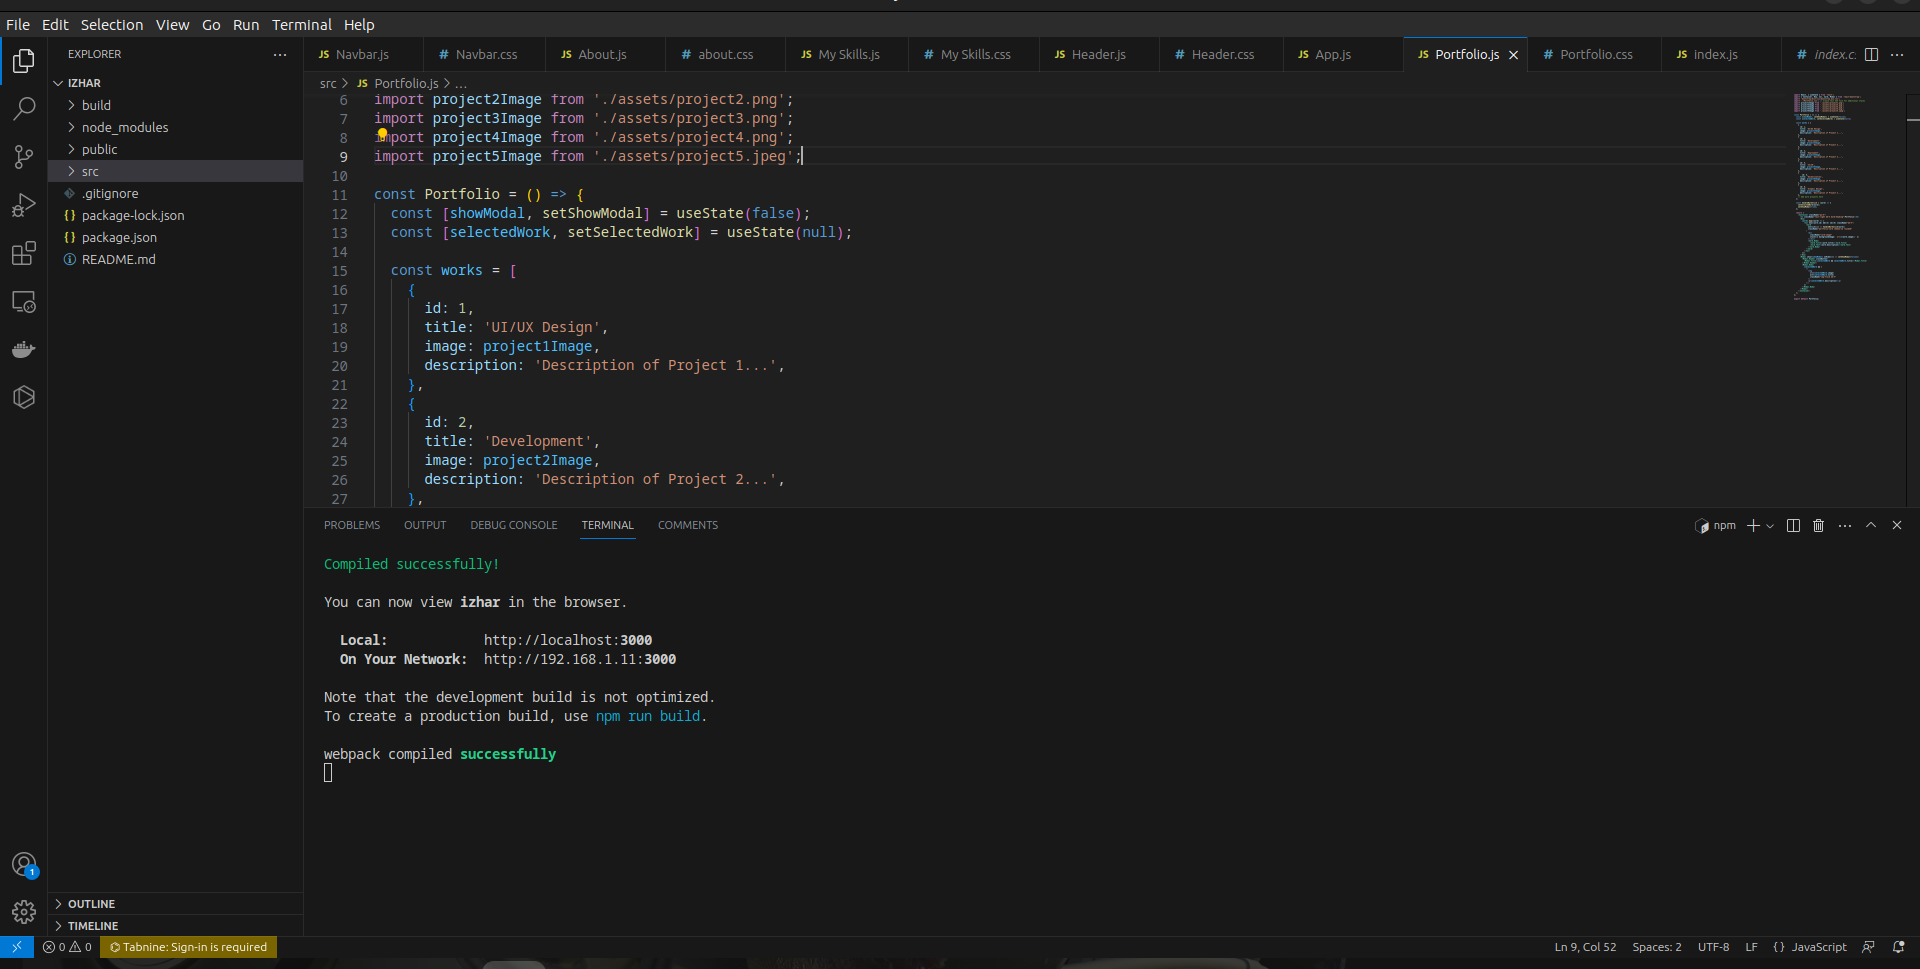 File Edit Selection View Go Run Terminal Help
EXPLORER
IZHAR
build
node_modules
public
src
.gitignore
package-lock.json
package.json
README.md
OUTLINE
TIMELINE
JS Navbar.js # Navbar.css JS About.js # about.css JS My Skills.js # My Skills.css JS Header.js # Header.css JS App.js JS Portfolio.js # Portfolio.css JS index.js # index.c:
src > JS Portfolio.js > ...
6 import project2Image from './assets/project2.png';
7 import project3Image from './assets/project3.png';
8 import project4Image from './assets/project4.png';
9 import project5Image from './assets/project5.jpeg';
10
11 const Portfolio = () => {
12 const [showModal, setShowModal] = useState(false);
13 const [selectedWork, setSelectedWork] = useState(null);
14
15 const works = [
16 {
17 id: 1,
18 title: 'UI/UX Design',
19 image: project1Image,
20 description: 'Description of Project 1...',
21 },
22 {
23 id: 2,
24 title: 'Development',
25 image: project2Image,
26 description: 'Description of Project 2...',
27 },
PROBLEMS OUTPUT DEBUG CONSOLE TERMINAL COMMENTS
npm
Compiled successfully!
You can now view izhar in the browser.
Local: http://localhost:3000
On Your Network: http://192.168.1.11:3000
Note that the development build is not optimized.
To create a production build, use npm run build.
webpack compiled successfully
1
0 0 Tabnine: Sign-in is required
Ln 9, Col 52 Spaces: 2 UTF-8 LF {} JavaScript